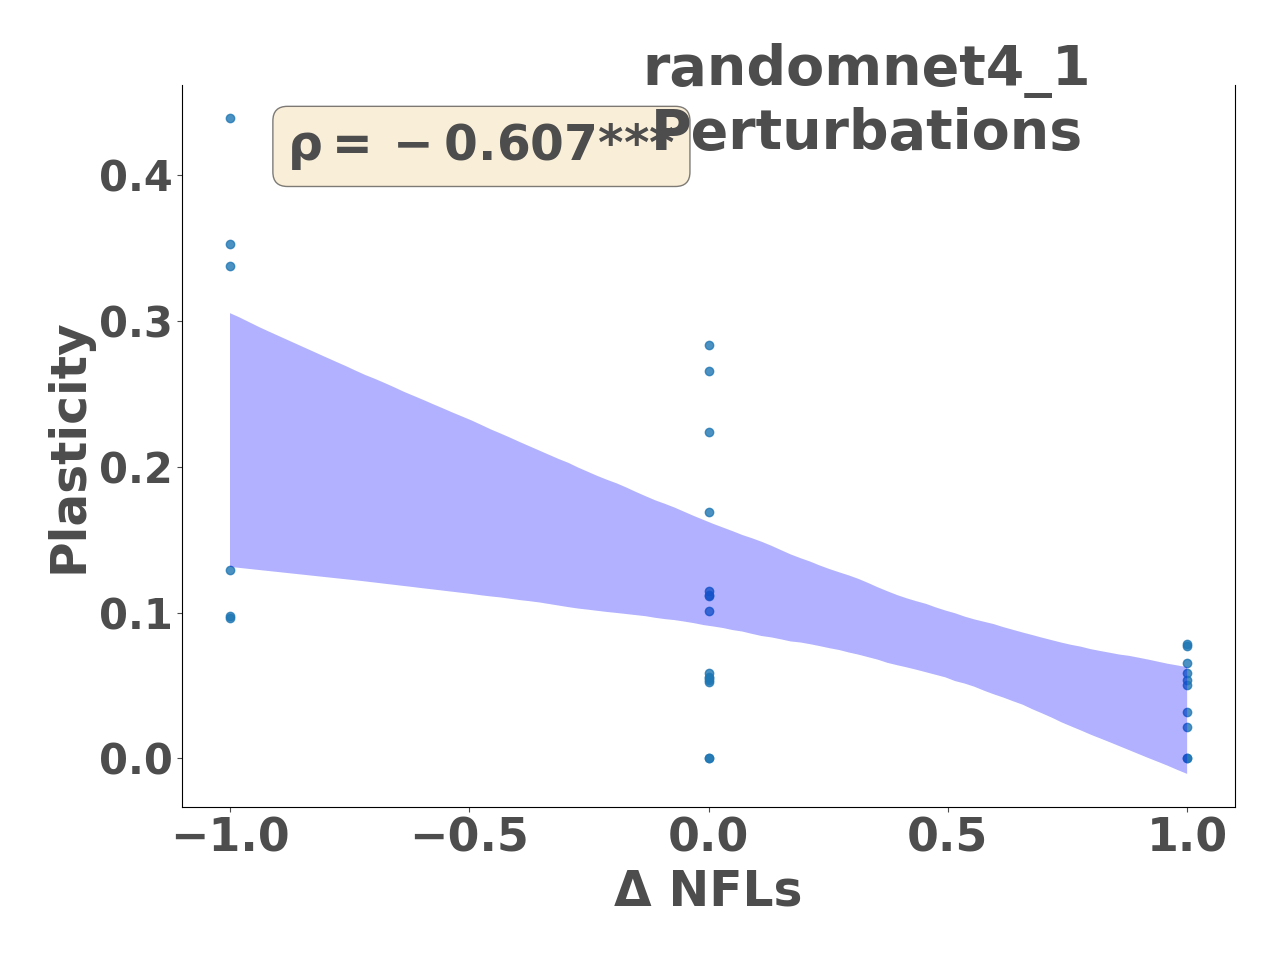 randomnet4_1
Perturbations
ρ = −0.607***
0.4
0.3
0.2
0.1
0.0
Plasticity
−1.0 −0.5 0.0 0.5 1.0
Δ NFLs